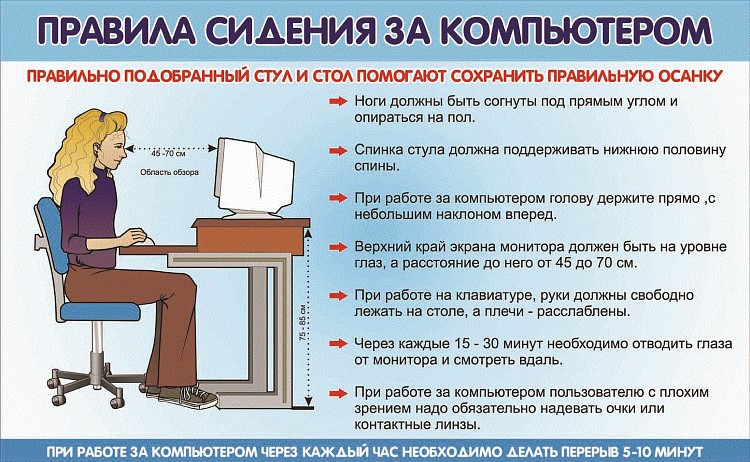 ПРАВИЛА СИДЕНИЯ ЗА КОМПЬЮТЕРОМ
ПРАВИЛЬНО ПОДОБРАННЫЙ СТУЛ И СТОЛ ПОМОГАЮТ СОХРАНИТЬ ПРАВИЛЬНУЮ ОСАНКУ
45 -70 см
Область обзора
75 - 85 см
Ноги должны быть согнуты под прямым углом и
опираться на пол.
Спинка стула должна поддерживать нижнюю половину
спины.
При работе за компьютером голову держите прямо ,с
небольшим наклоном вперед.
Верхний край экрана монитора должен быть на уровне
глаз, а расстояние до него от 45 до 70 см.
При работе на клавиатуре, руки должны свободно
лежать на столе, а плечи - расслаблены.
Через каждые 15 - 30 минут необходимо отводить глаза
от монитора и смотреть вдаль.
При работе за компьютером пользователю с плохим
зрением надо обязательно надевать очки или
контактные линзы.
ПРИ РАБОТЕ ЗА КОМПЬЮТЕРОМ ЧЕРЕЗ КАЖДЫЙ ЧАС НЕОБХОДИМО ДЕЛАТЬ ПЕРЕРЫВ 5-10 МИНУТ